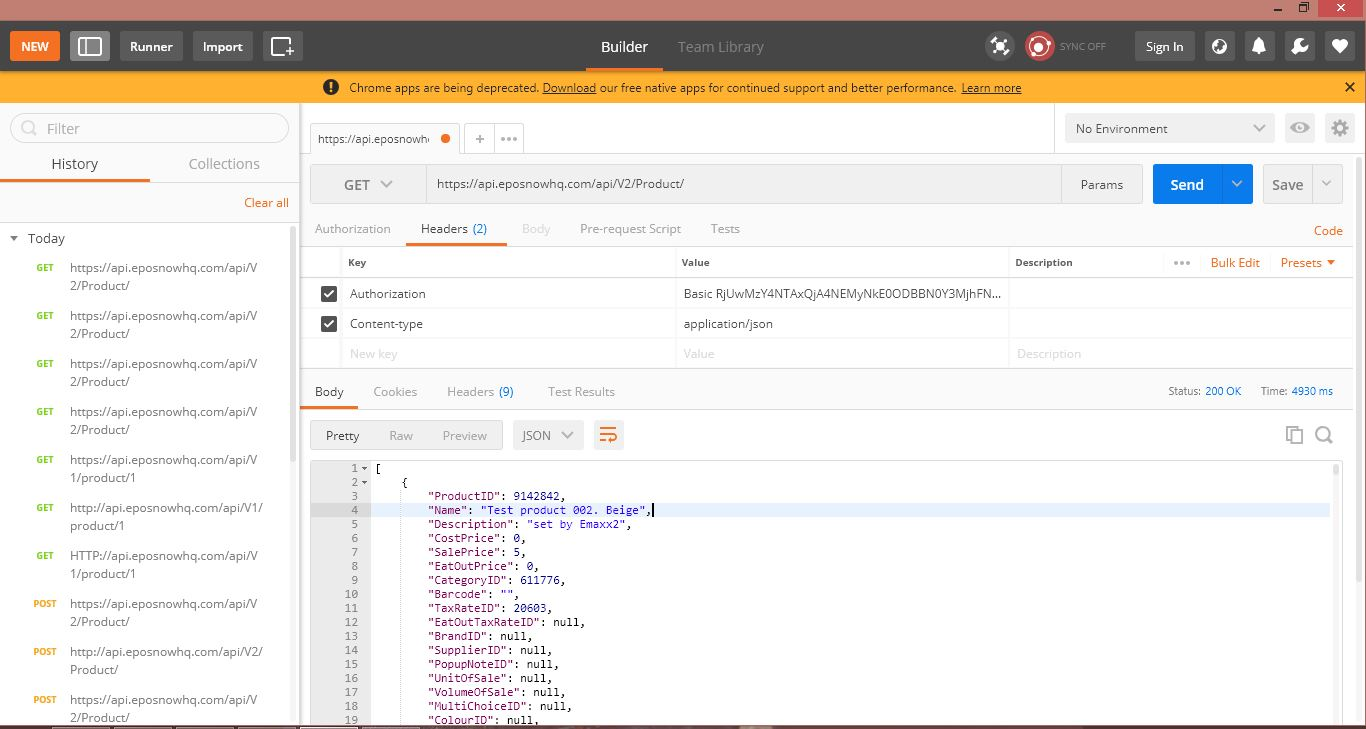 NEW Runner Import Builder Team Library SYNC OFF Sign In
Chrome apps are being deprecated. Download our free native apps for continued support and better performance. Learn more
Filter
History Collections
Clear all
Today
GET https://api.eposnowhq.com/api/V
2/Product/
GET https://api.eposnowhq.com/api/V
2/Product/
GET https://api.eposnowhq.com/api/V
2/Product/
GET https://api.eposnowhq.com/api/V
2/Product/
GET https://api.eposnowhq.com/api/V
1/product/1
GET http://api.eposnowhq.com/api/V1/
product/1
GET HTTP://api.eposnowhq.com/api/V
1/product/1
POST https://api.eposnowhq.com/api/V
2/Product/
POST http://api.eposnowhq.com/api/V2/
Product/
POST https://api.eposnowhq.com/api/V
2/Product/
https://api.eposnowh
No Environment
GET https://api.eposnowhq.com/api/V2/Product/ Params Send Save
Authorization Headers (2) Body Pre-request Script Tests Code
Key Value Description Bulk Edit Presets
Authorization Basic RjUwMzY4NTAxQjA4NEMyNkE0ODBBN0Y3MjhFN...
Content-type application/json
New key Value Description
Body Cookies Headers (9) Test Results Status: 200 OK Time: 4930 ms
Pretty Raw Preview JSON
1 [
2 {
3 "ProductID": 9142842,
4 "Name": "Test product 002. Beige",
5 "Description": "set by Emaxx2",
6 "CostPrice": 0,
7 "SalePrice": 5,
8 "EatOutPrice": 0,
9 "CategoryID": 611776,
10 "Barcode": "",
11 "TaxRateID": 20603,
12 "EatOutTaxRateID": null,
13 "BrandID": null,
14 "SupplierID": null,
15 "PopupNoteID": null,
16 "UnitOfSale": null,
17 "VolumeOfSale": null,
18 "MultiChoiceID": null,
19 "ColourID": null,